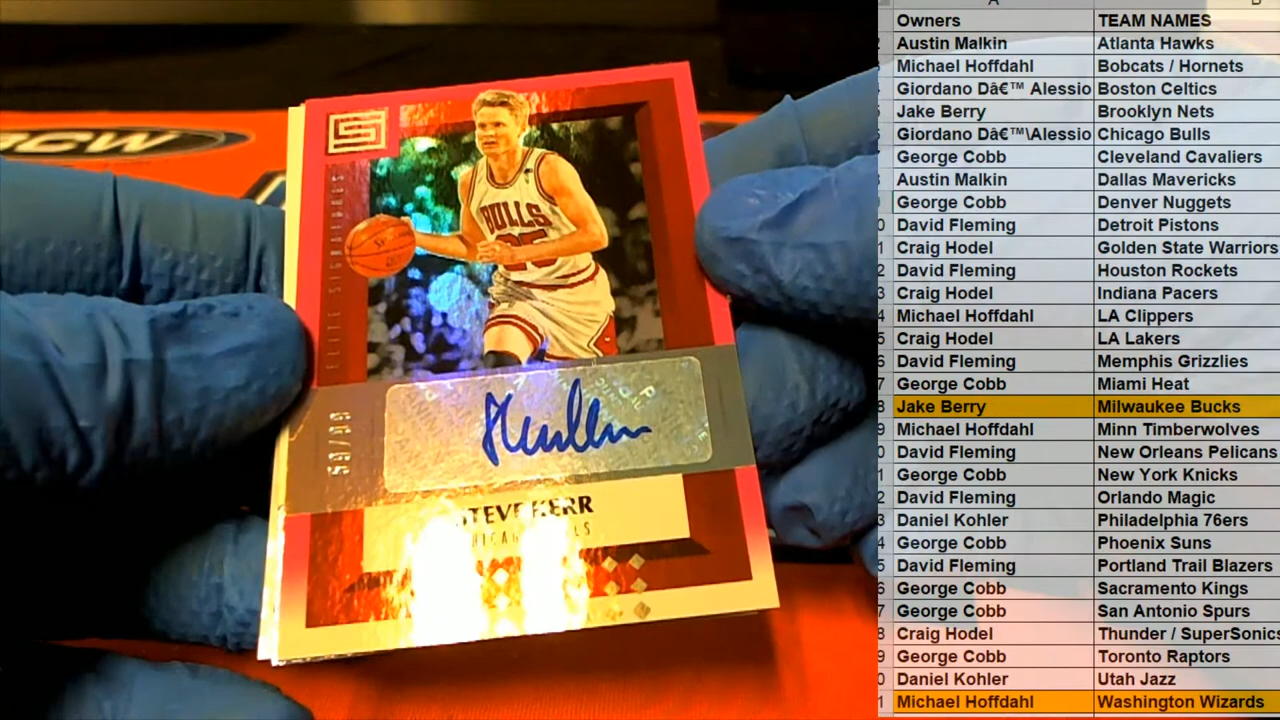 BCW
ELITE SIGNATURES
BULLS
25
STEVE KERR
CHICAGO BULLS
A
Owners TEAM NAMES
Austin Malkin Atlanta Hawks
Michael Hoffdahl Bobcats / Hornets
Giordano Dâ€™ Alessio Boston Celtics
Jake Berry Brooklyn Nets
Giordano Dâ€™\Alessio Chicago Bulls
George Cobb Cleveland Cavaliers
Austin Malkin Dallas Mavericks
George Cobb Denver Nuggets
David Fleming Detroit Pistons
Craig Hodel Golden State Warriors
David Fleming Houston Rockets
Craig Hodel Indiana Pacers
Michael Hoffdahl LA Clippers
Craig Hodel LA Lakers
David Fleming Memphis Grizzlies
George Cobb Miami Heat
Jake Berry Milwaukee Bucks
Michael Hoffdahl Minn Timberwolves
David Fleming New Orleans Pelicans
George Cobb New York Knicks
David Fleming Orlando Magic
Daniel Kohler Philadelphia 76ers
George Cobb Phoenix Suns
David Fleming Portland Trail Blazers
George Cobb Sacramento Kings
George Cobb San Antonio Spurs
Craig Hodel Thunder / SuperSonics
George Cobb Toronto Raptors
Daniel Kohler Utah Jazz
Michael Hoffdahl Washington Wizards